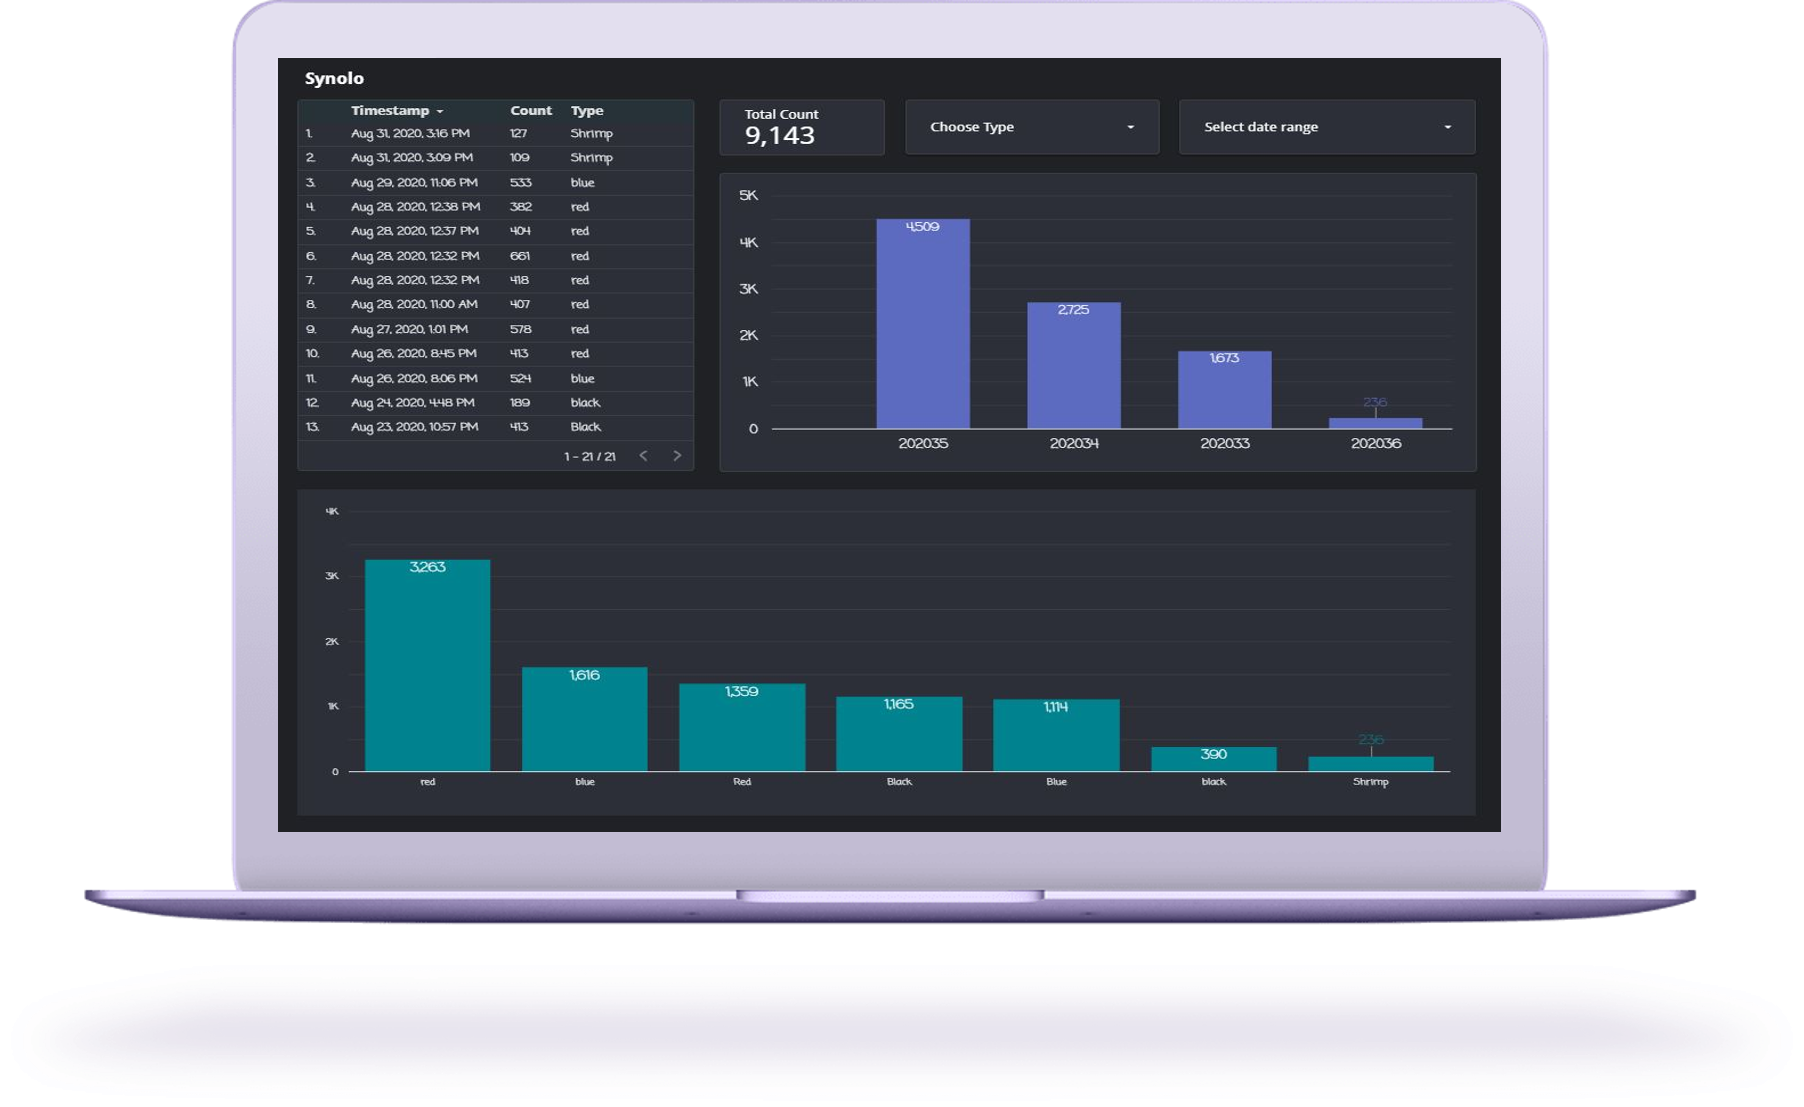 Synolo
Timestamp Count Type
1. Aug 31, 2020, 3:16 PM 127 Shrimp
2. Aug 31, 2020, 3:09 PM 109 Shrimp
3. Aug 29, 2020, 11:06 PM 533 blue
4. Aug 28, 2020, 12:38 PM 382 red
5. Aug 28, 2020, 12:37 PM 404 red
6. Aug 28, 2020, 12:32 PM 661 red
7. Aug 28, 2020, 12:32 PM 418 red
8. Aug 28, 2020, 11:00 AM 407 red
9. Aug 27, 2020, 1:01 PM 578 red
10. Aug 26, 2020, 8:45 PM 413 red
11. Aug 26, 2020, 8:06 PM 524 blue
12. Aug 24, 2020, 4:48 PM 189 black
13. Aug 23, 2020, 10:57 PM 413 Black
1 - 21 / 21 < >
Total Count
9,143
Choose Type
Select date range
5K
4K
3K
2K
1K
0
4,509
2,725
1,673
236
202035 202034 202033 202036
4K
3K
2K
1K
0
3,263
1,616
1,359
1,165
1,114
390
236
red blue Red Black Blue black Shrimp